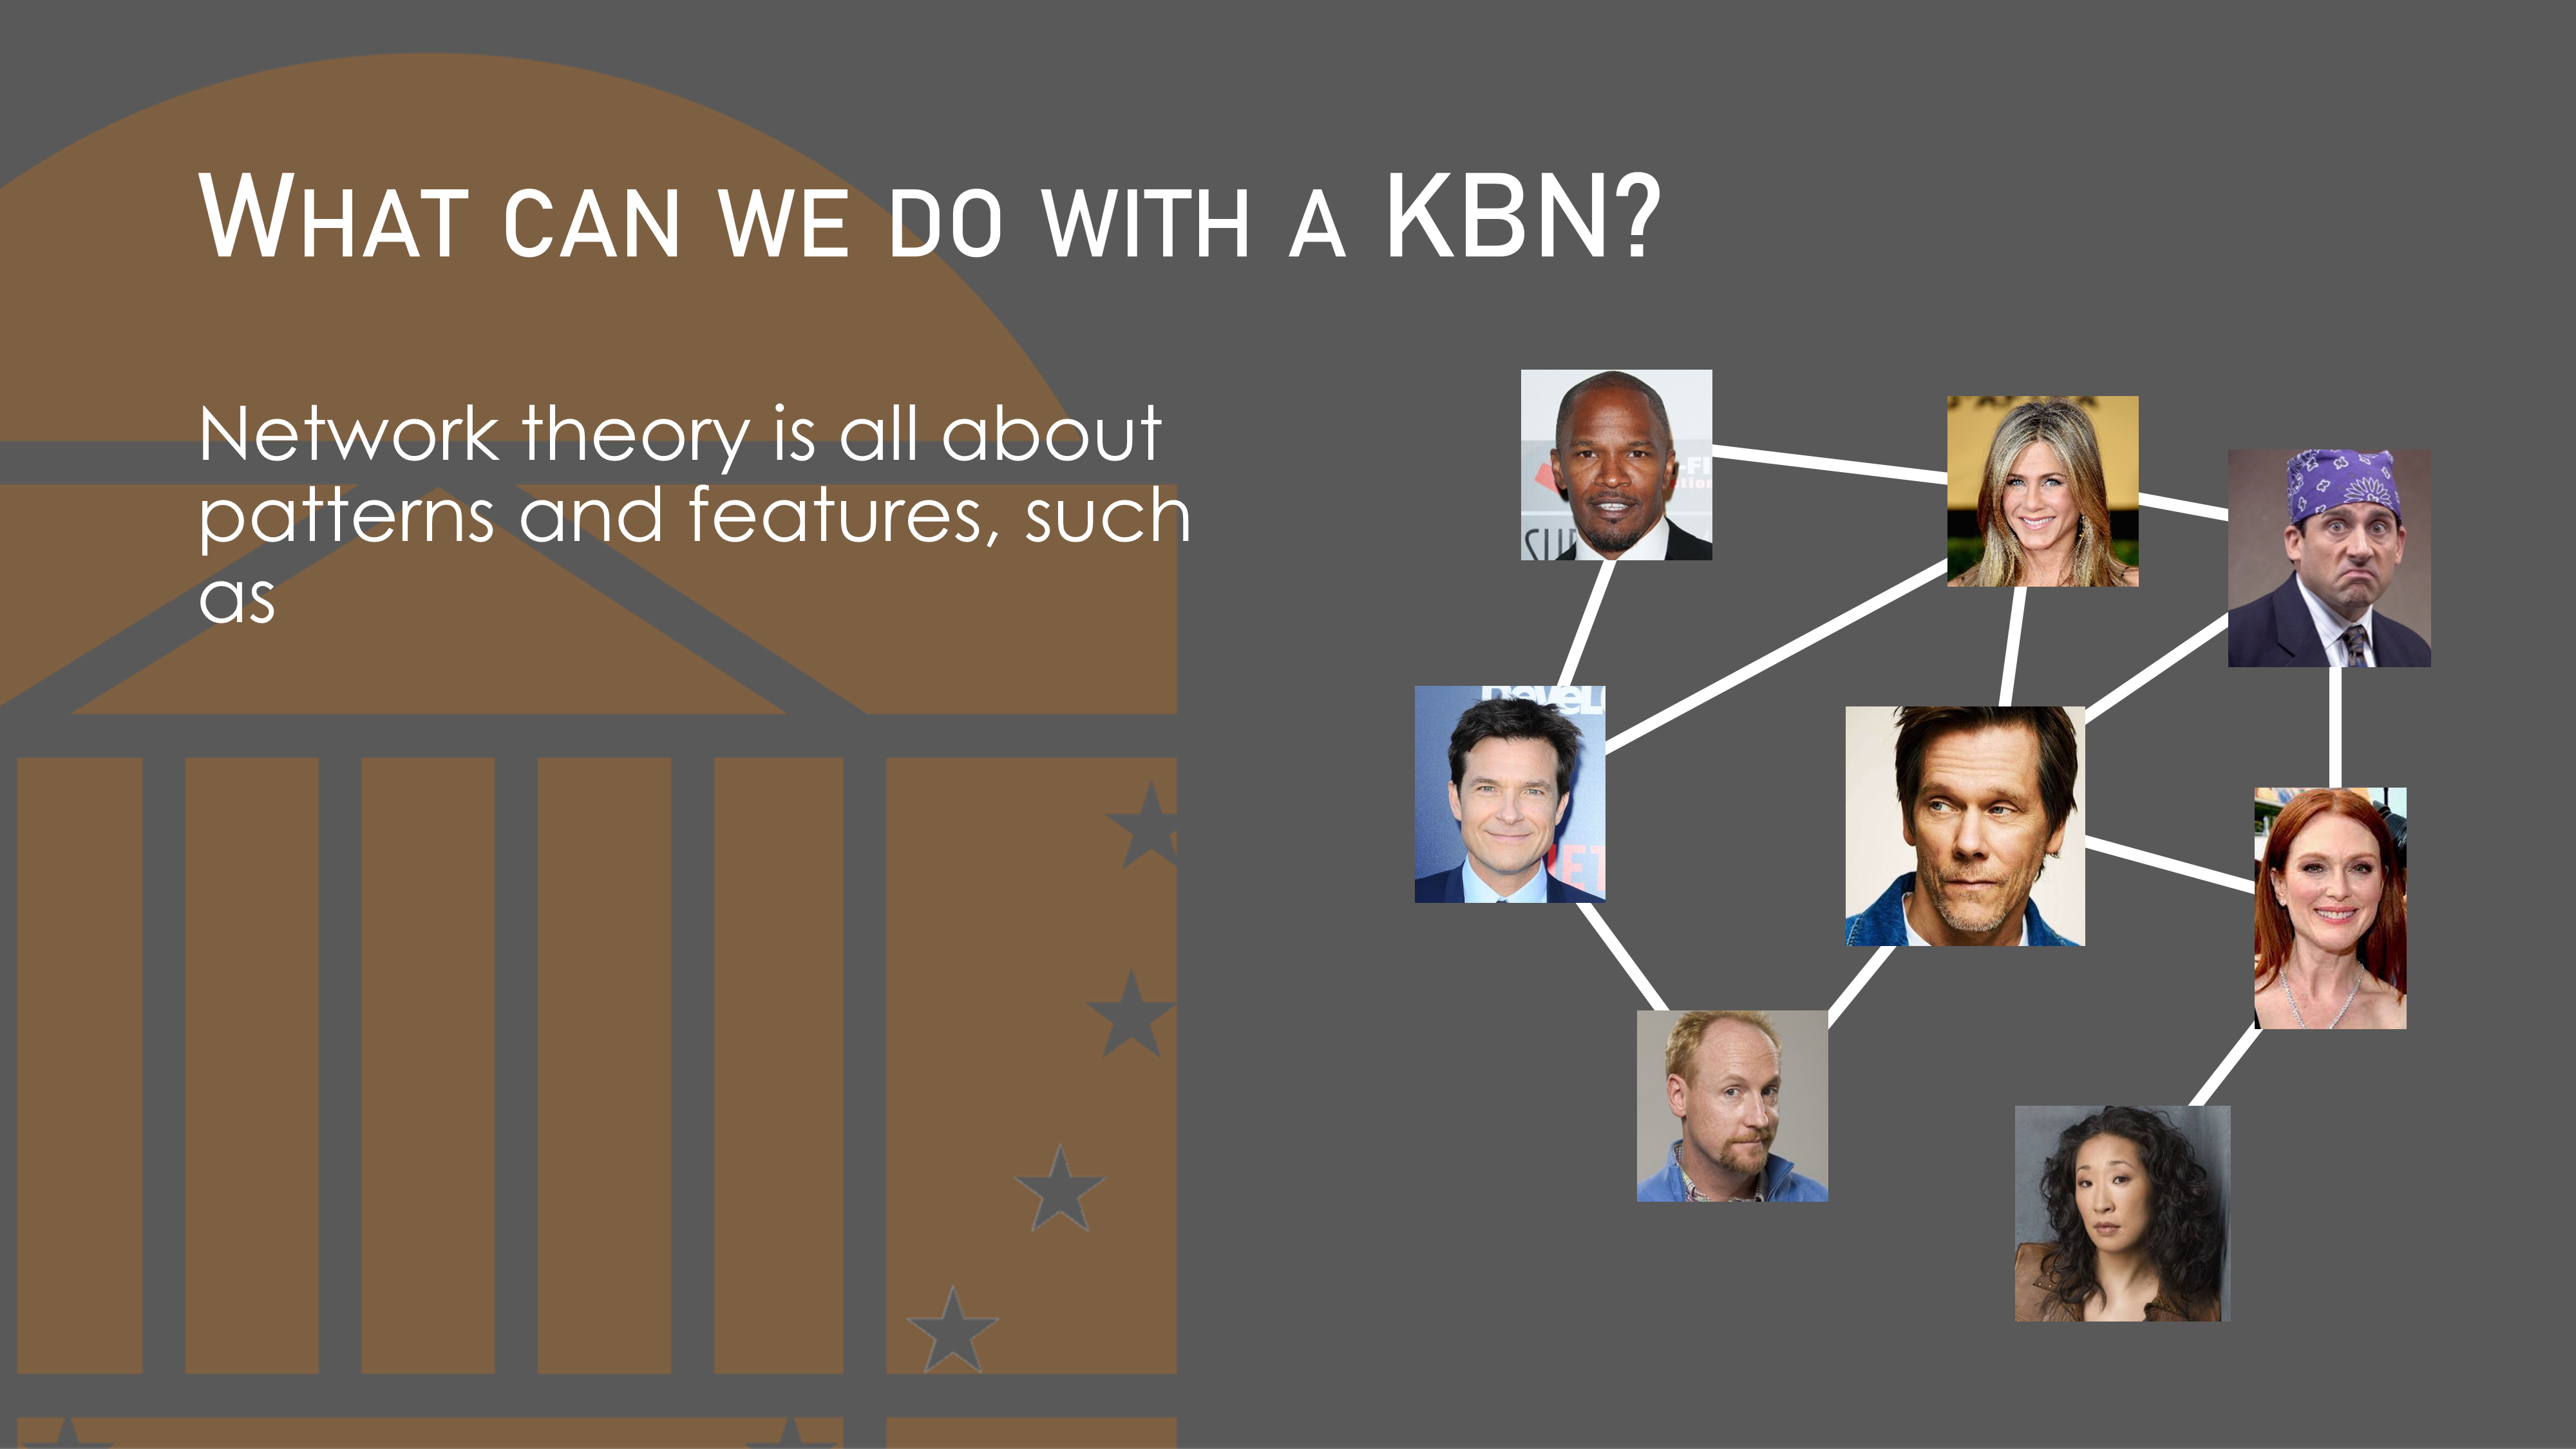 WHAT CAN WE DO WITH A KBN?
Network theory is all about
patterns and features, such
as